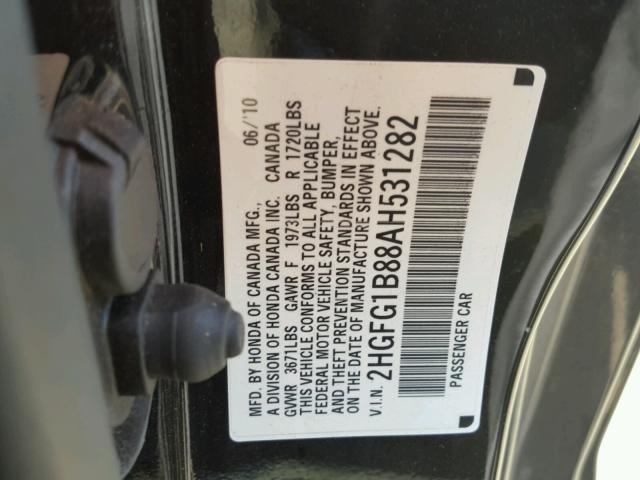 MFD. BY HONDA OF CANADA MFG., 06/'10
A DIVISION OF HONDA CANADA INC. CANADA
GVWR 3671LBS GAWR F 1973LBS R 1720LBS
THIS VEHICLE CONFORMS TO ALL APPLICABLE
FEDERAL MOTOR VEHICLE SAFETY, BUMPER,
AND THEFT PREVENTION STANDARDS IN EFFECT
ON THE DATE OF MANUFACTURE SHOWN ABOVE.
V.I.N. 2HGFG1B88AH531282
PASSENGER CAR